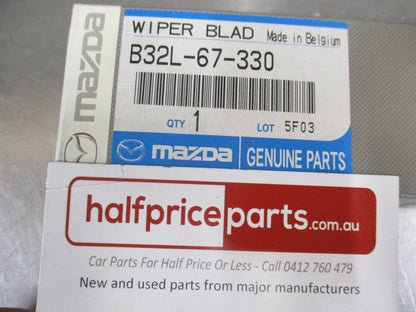 WIPER BLAD Made in Belgium
B32L-67-330
QTY 1 LOT 5F03
mazda GENUINE PARTS
mazda
halfpriceparts.com.au
Car Parts For Half Price Or Less - Call 0412 760 479
New and used parts from major manufacturers